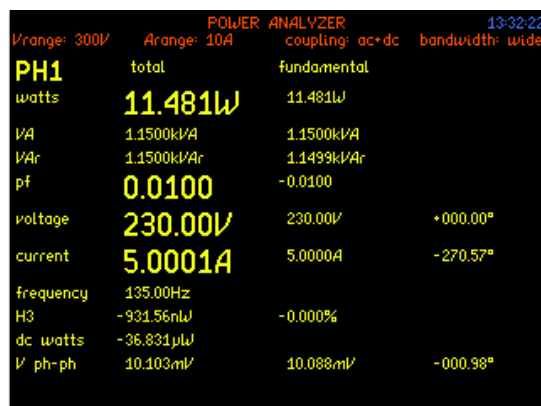 POWER ANALYZER 13:32:22
Vrange: 300V Arange: 10A coupling: ac+dc bandwidth: wide
PH1 total fundamental
watts 11.481W 11.481W
VA 1.1500kVA 1.1500kVA
VAr 1.1500kVAr 1.1499kVAr
pf 0.0100 -0.0100
voltage 230.00V 230.00V +000.00°
current 5.0001A 5.0000A -270.57°
frequency 135.00Hz
H3 -931.56nW -0.000%
dc watts -36.831µW
V ph-ph 10.103mV 10.088mV -000.98°